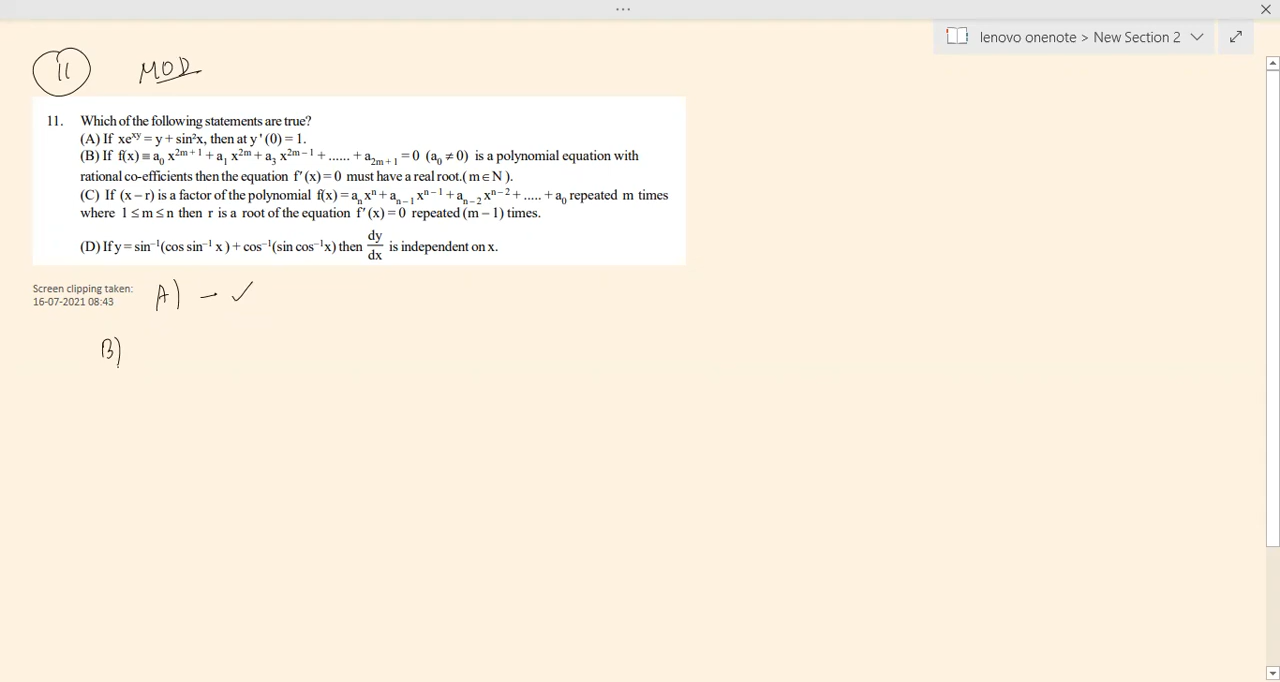 ...
lenovo onenote > New Section 2
11 MOD
11. Which of the following statements are true?
(A) If xe^xy = y + sin²x, then at y ' (0) = 1.
(B) If f(x) ≡ a₀ x^2m + 1 + a₁ x^2m + a₃ x^2m − 1 + ...... + a₂ₘ₊₁ = 0 (a₀ ≠ 0) is a polynomial equation with
rational co-efficients then the equation f'(x) = 0 must have a real root.( m ∈ N ).
(C) If (x – r) is a factor of the polynomial f(x) = aₙ xⁿ + aₙ₋₁ xⁿ⁻¹ + aₙ₋₂ xⁿ⁻² + ..... + a₀ repeated m times
where 1 ≤ m ≤ n then r is a root of the equation f'(x) = 0 repeated (m – 1) times.
(D) If y = sin⁻¹(cos sin⁻¹ x) + cos⁻¹(sin cos⁻¹x) then dy/dx is independent on x.
Screen clipping taken:
16-07-2021 08:43
A) → ✓
B)